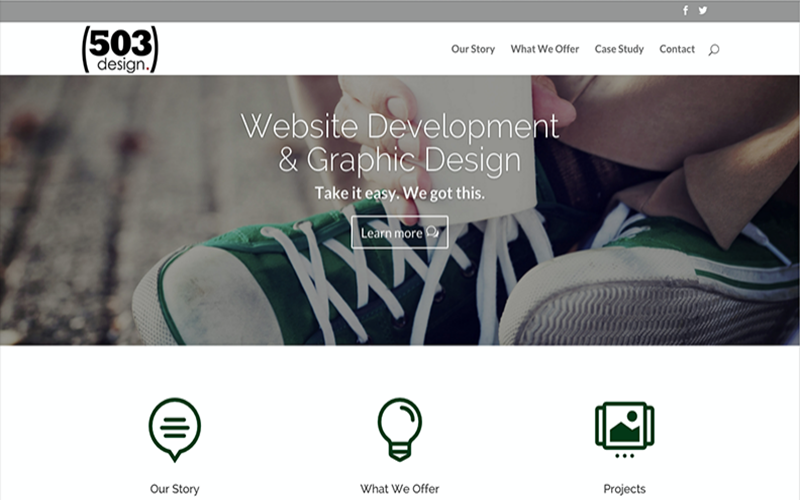 (503)
design.
Our Story What We Offer Case Study Contact
Website Development
& Graphic Design
Take it easy. We got this.
Learn more
Our Story What We Offer Projects